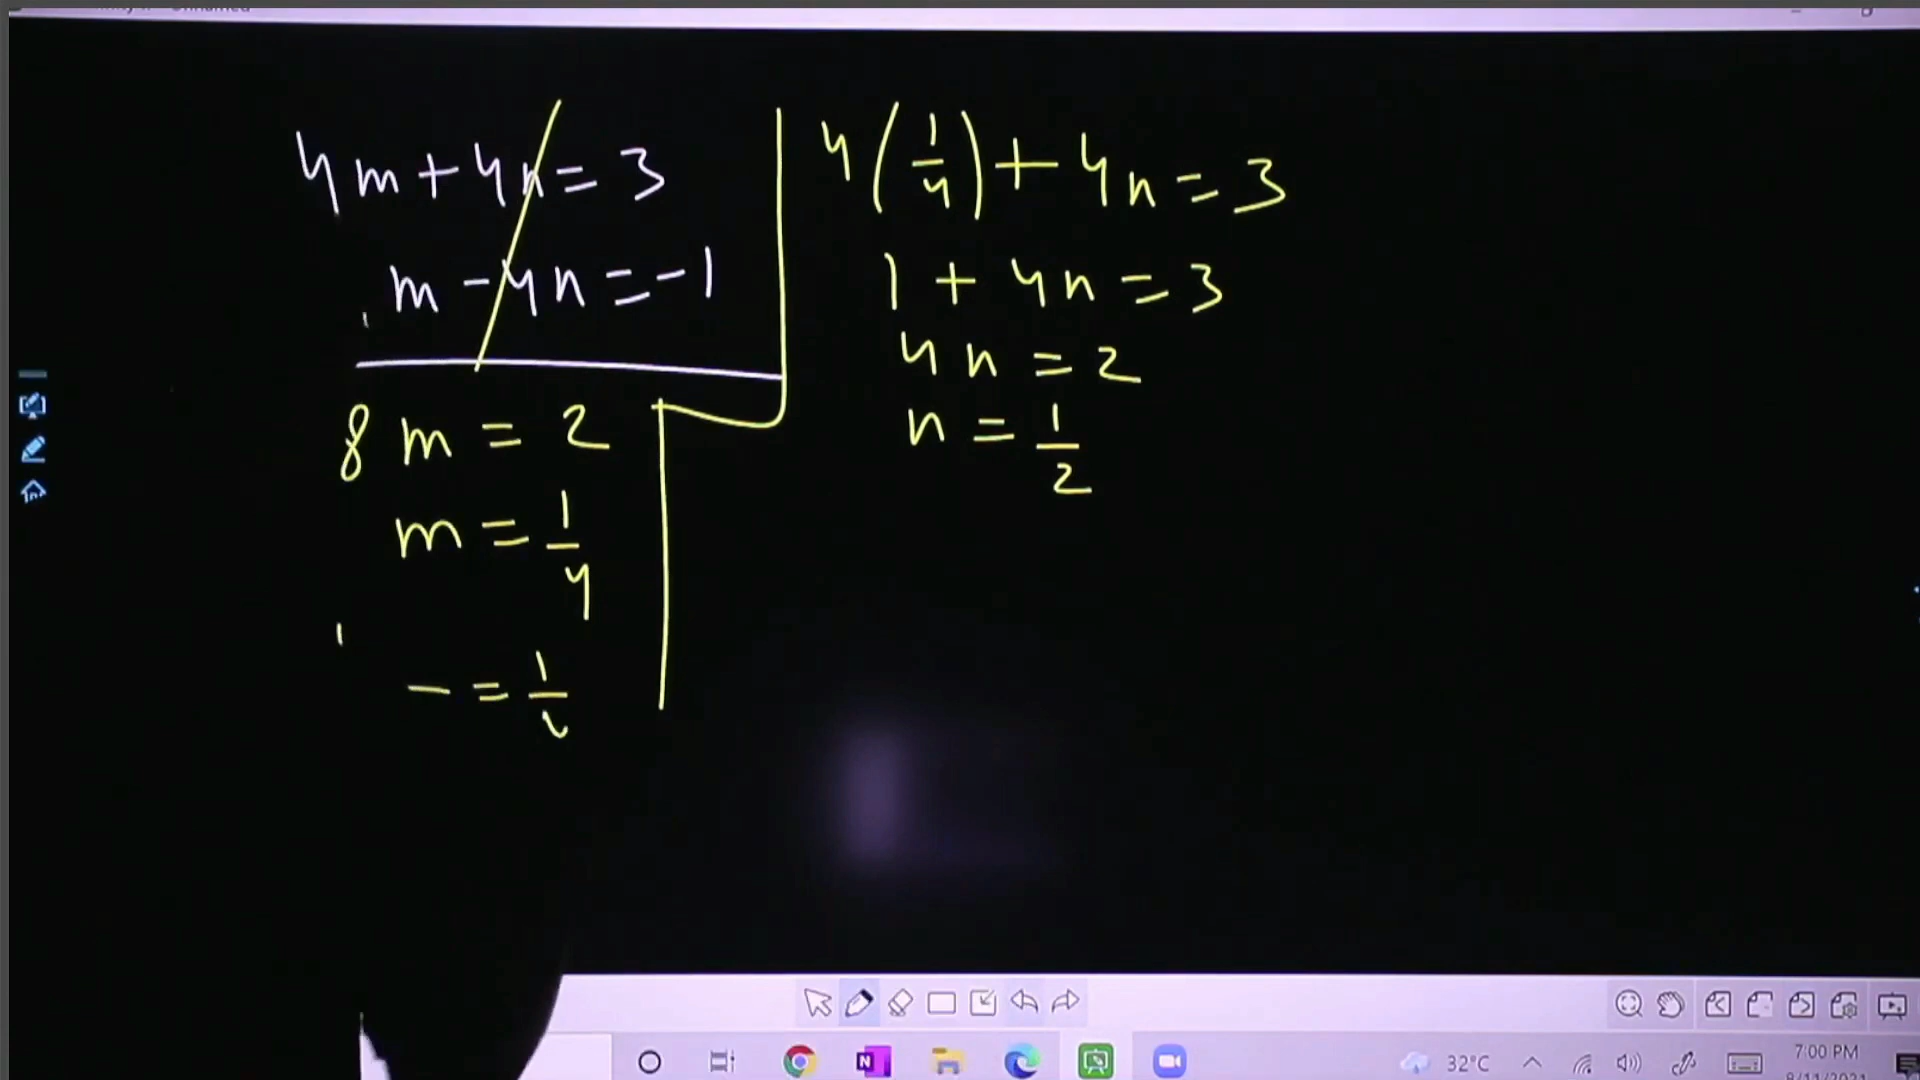 4m + 4n = 3
m - 4n = -1
8m = 2
m = 1/4
- = 1/
4(1/4) + 4n = 3
1 + 4n = 3
4n = 2
n = 1/2
32°C
7:00 PM